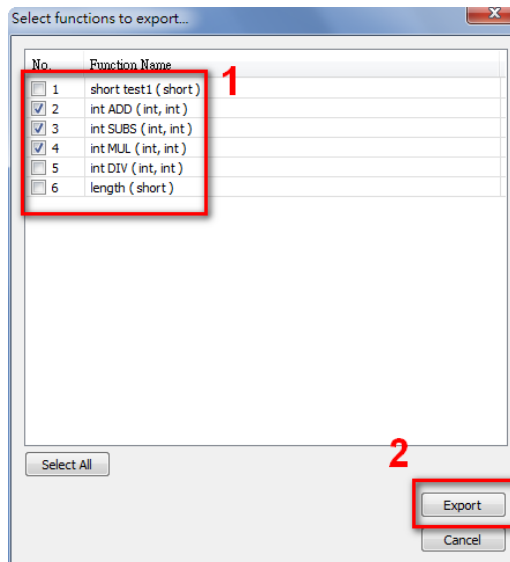 Select functions to export...
No. Function Name
1
1 short test1 ( short )
2 int ADD ( int, int )
3 int SUBS ( int, int )
4 int MUL ( int, int )
5 int DIV ( int, int )
6 length ( short )
Select All
2
Export
Cancel